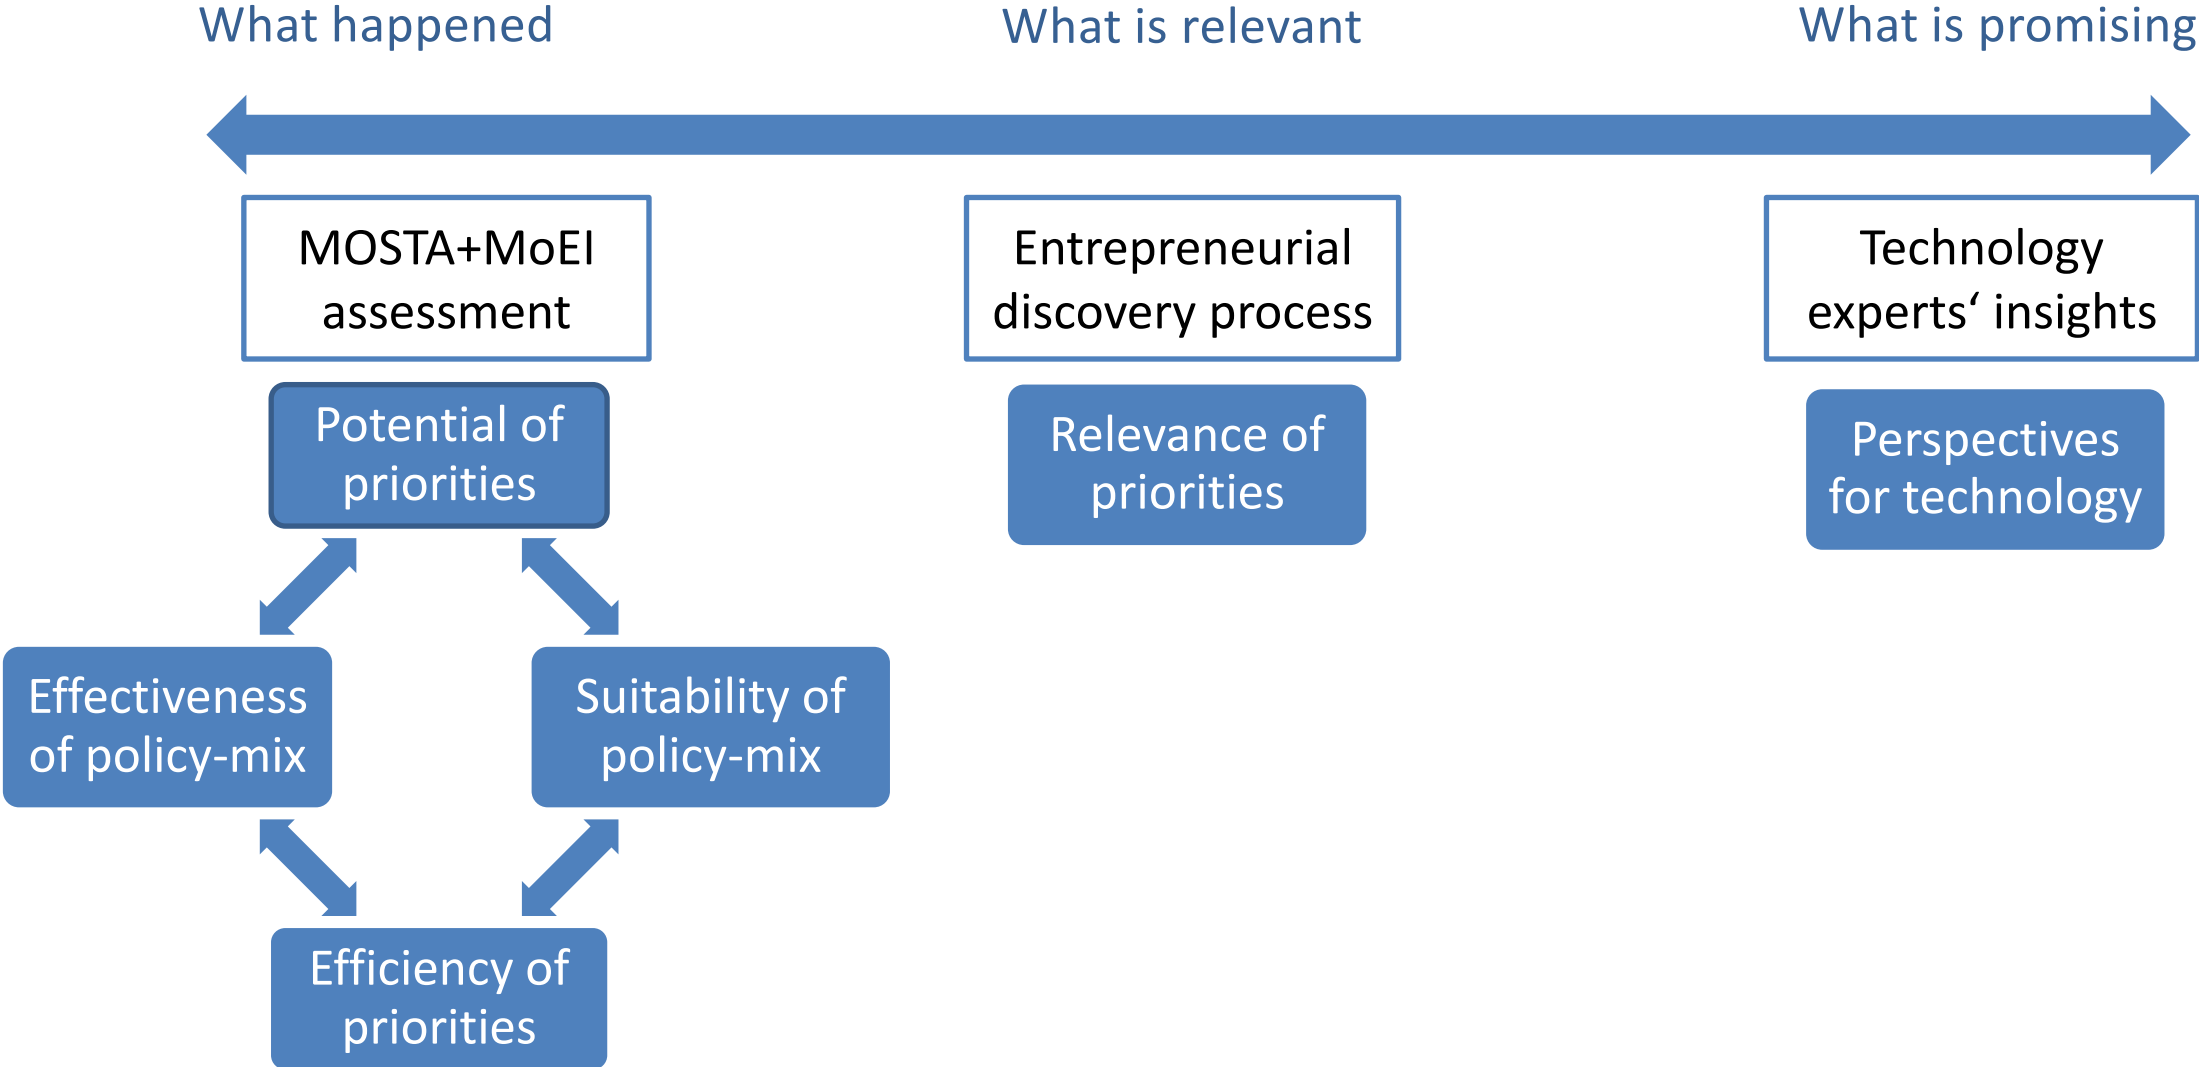 What happened
What is relevant
What is promising
MOSTA+MoEI
assessment
Entrepreneurial
discovery process
Technology
experts‘ insights
Potential of
priorities
Relevance of
priorities
Perspectives
for technology
Effectiveness
of policy-mix
Suitability of
policy-mix
Efficiency of
priorities